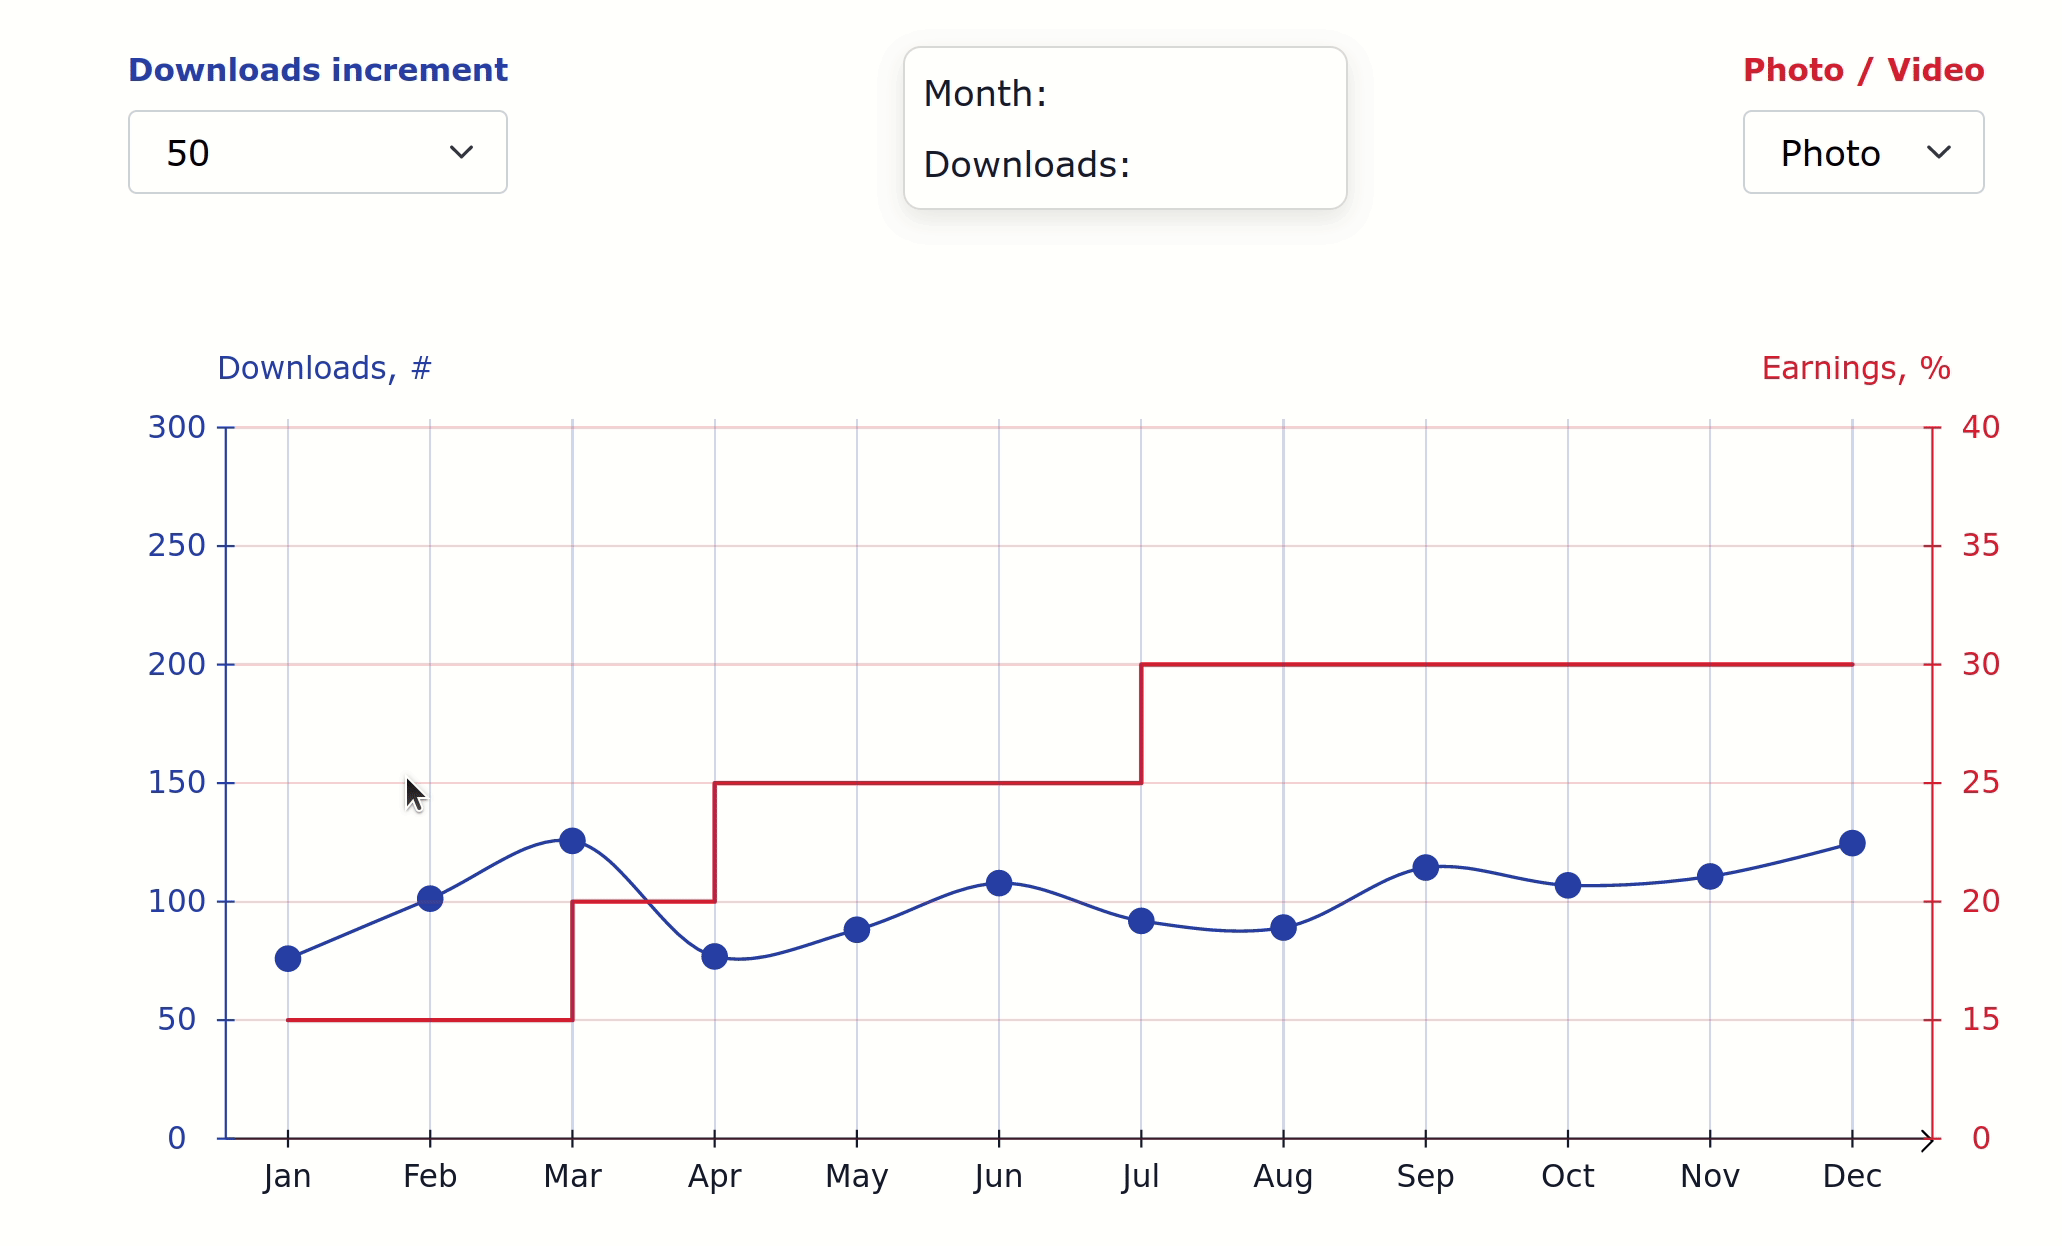 Downloads increment
50
Month:
Downloads:
Photo / Video
Photo
Downloads, #
Earnings, %
300
250
200
150
100
50
0
40
35
30
25
20
15
0
Jan Feb Mar Apr May Jun Jul Aug Sep Oct Nov Dec